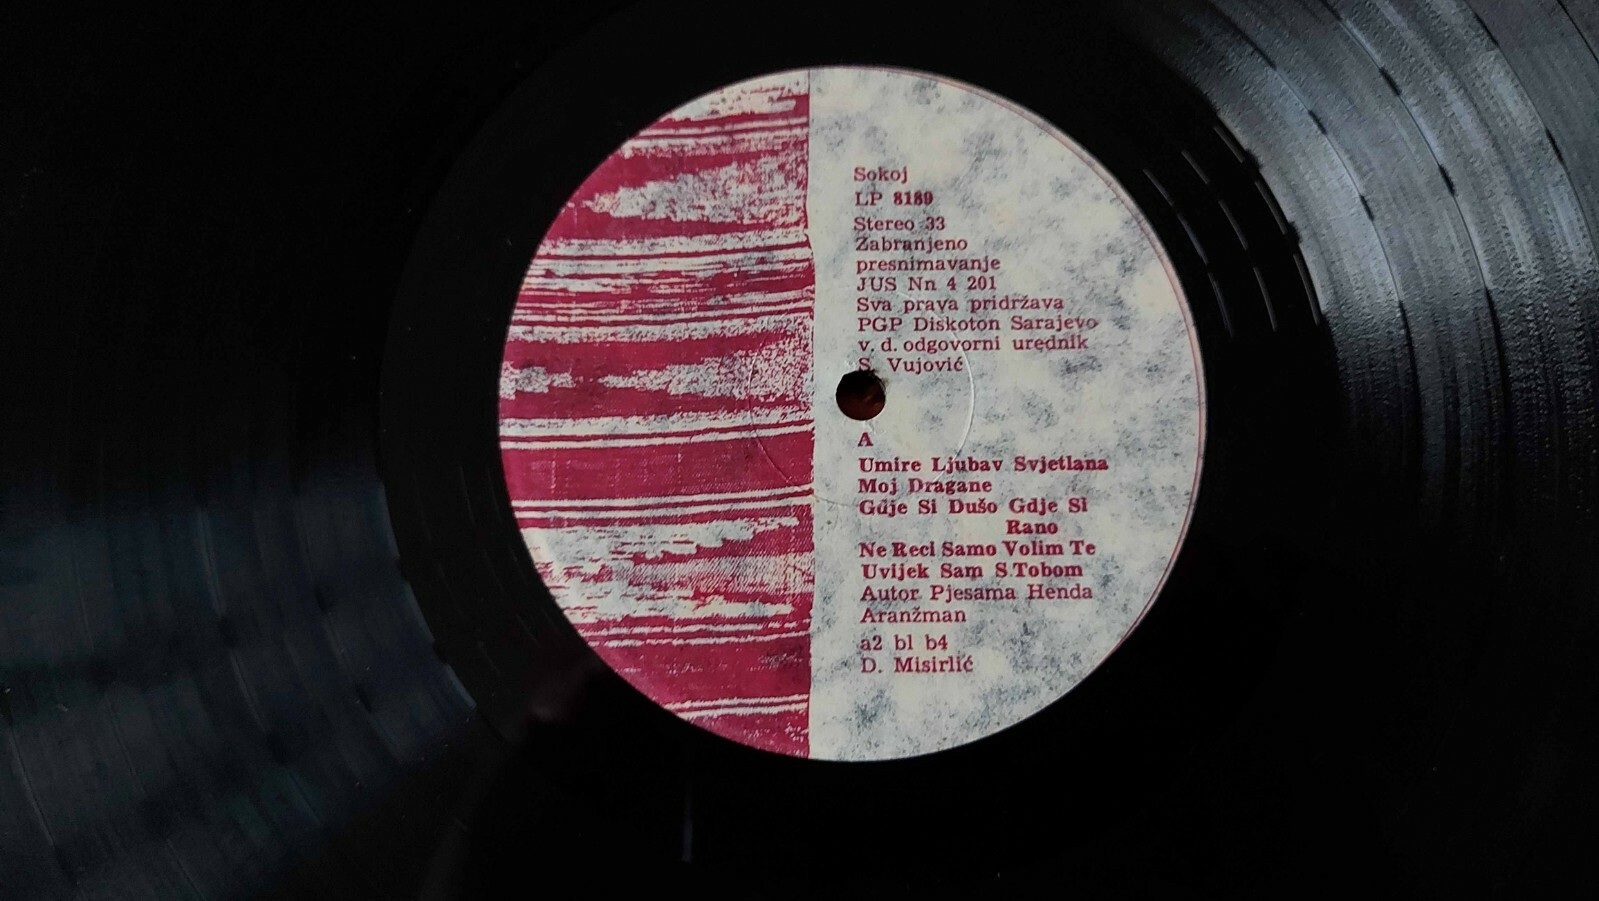 Sokoj
LP 8189
Stereo 33
Zabranjeno
presnimavanje
JUS Nn 4 201
Sva prava pridržava
PGP Diskoton Sarajevo
v. d. odgovorni urednik
S. Vujović
A
Umire Ljubav Svjetlana
Moj Dragane
Gdje Si Dušo Gdje Si
Rano
Ne Reci Samo Volim Te
Uvijek Sam S Tobom
Autor Pjesama Henda
Aranžman
a2 b1 b4
D. Misirlić